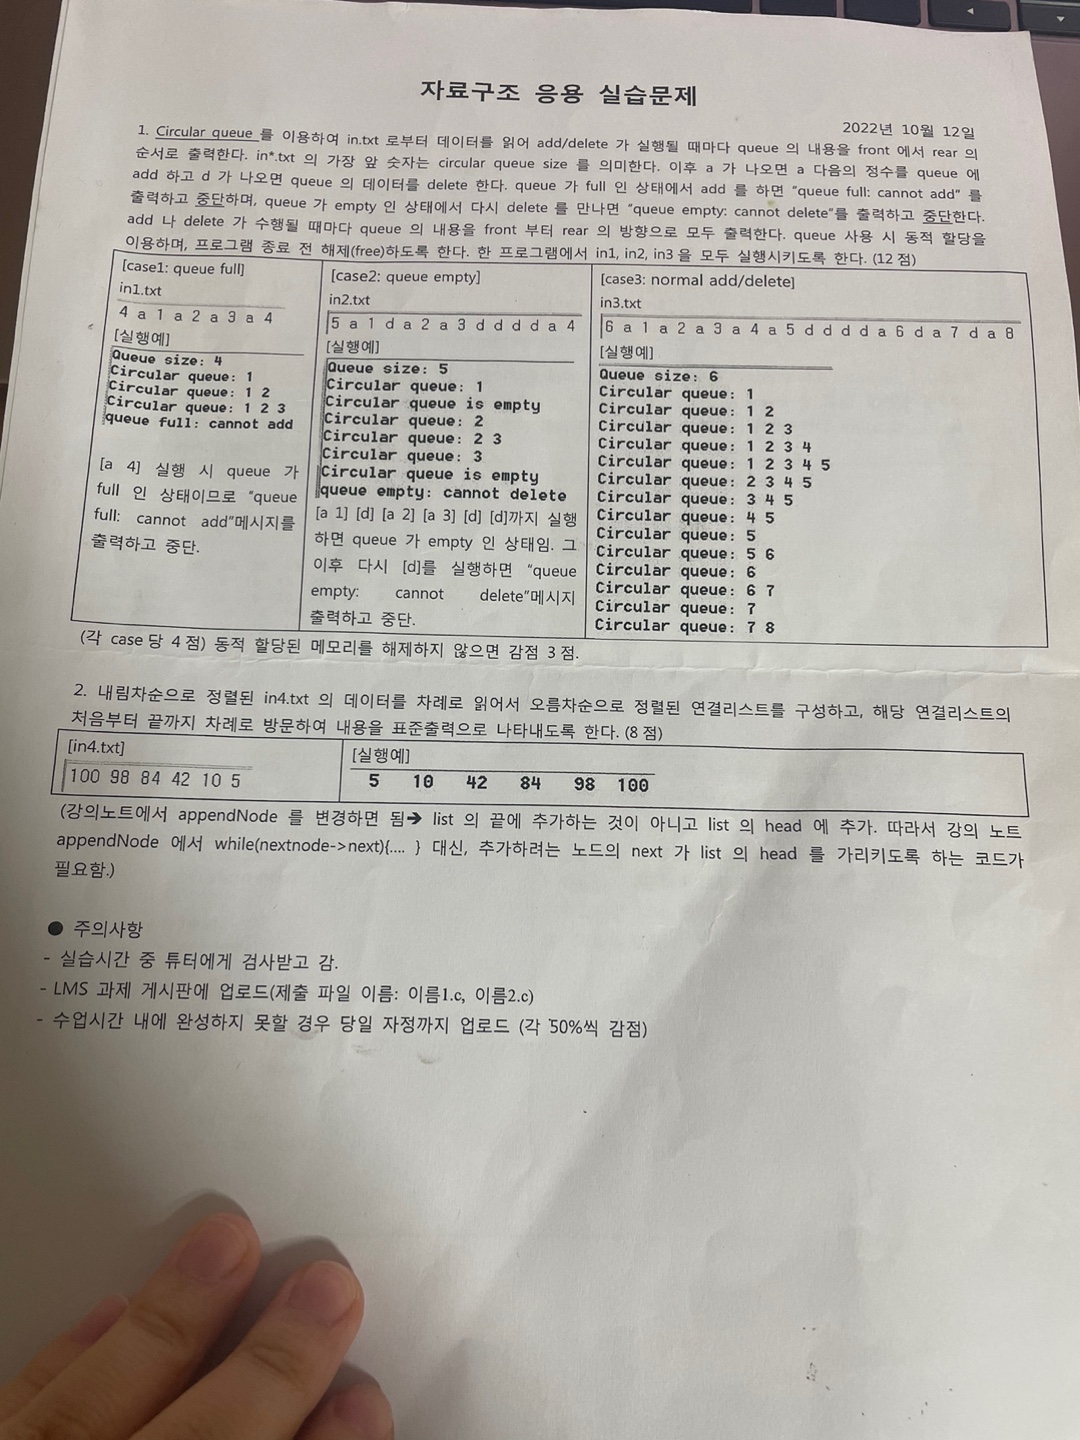 자료구조 응용 실습문제
2022년 10월 12일
1. Circular queue 를 이용하여 in.txt 로부터 데이터를 읽어 add/delete 가 실행될 때마다 queue 의 내용을 front 에서 rear 의
순서로 출력한다. in*.txt 의 가장 앞 숫자는 circular queue size 를 의미한다. 이후 a 가 나오면 a 다음의 정수를 queue 에
add 하고 d 가 나오면 queue 의 데이터를 delete 한다. queue 가 full 인 상태에서 add 를 하면 "queue full: cannot add" 를
출력하고 중단하며, queue 가 empty 인 상태에서 다시 delete 를 만나면 "queue empty: cannot delete"를 출력하고 중단한다.
add 나 delete 가 수행될 때마다 queue 의 내용을 front 부터 rear 의 방향으로 모두 출력한다. queue 사용 시 동적 할당을
이용하며, 프로그램 종료 전 해제(free)하도록 한다. 한 프로그램에서 in1, in2, in3 을 모두 실행시키도록 한다. (12 점)
[case1: queue full]
in1.txt
4 a 1 a 2 a 3 a 4
[실행예]
Queue size: 4
Circular queue: 1
Circular queue: 1 2
Circular queue: 1 2 3
queue full: cannot add
[a 4] 실행 시 queue 가
full 인 상태이므로 "queue
full: cannot add"메시지를
출력하고 중단.
[case2: queue empty]
in2.txt
5 a 1 d a 2 a 3 d d d d a 4
[실행예]
Queue size: 5
Circular queue: 1
Circular queue is empty
Circular queue: 2
Circular queue: 2 3
Circular queue: 3
Circular queue is empty
queue empty: cannot delete
[a 1] [d] [a 2] [a 3] [d] [d]까지 실행
하면 queue 가 empty 인 상태임. 그
이후 다시 [d]를 실행하면 "queue
empty: cannot delete"메시지
출력하고 중단.
[case3: normal add/delete]
in3.txt
6 a 1 a 2 a 3 a 4 a 5 d d d d a 6 d a 7 d a 8
[실행예]
Queue size: 6
Circular queue: 1
Circular queue: 1 2
Circular queue: 1 2 3
Circular queue: 1 2 3 4
Circular queue: 1 2 3 4 5
Circular queue: 2 3 4 5
Circular queue: 3 4 5
Circular queue: 4 5
Circular queue: 5
Circular queue: 5 6
Circular queue: 6
Circular queue: 6 7
Circular queue: 7
Circular queue: 7 8
(각 case 당 4 점) 동적 할당된 메모리를 해제하지 않으면 감점 3 점.
2. 내림차순으로 정렬된 in4.txt 의 데이터를 차례로 읽어서 오름차순으로 정렬된 연결리스트를 구성하고, 해당 연결리스트의
처음부터 끝까지 차례로 방문하여 내용을 표준출력으로 나타내도록 한다. (8 점)
[in4.txt]
100 98 84 42 10 5
[실행예]
5 10 42 84 98 100
(강의노트에서 appendNode 를 변경하면 됨➔ list 의 끝에 추가하는 것이 아니고 list 의 head 에 추가. 따라서 강의 노트
appendNode 에서 while(nextnode->next){.... } 대신, 추가하려는 노드의 next 가 list 의 head 를 가리키도록 하는 코드가
필요함.)
● 주의사항
- 실습시간 중 튜터에게 검사받고 감.
- LMS 과제 게시판에 업로드(제출 파일 이름: 이름1.c, 이름2.c)
- 수업시간 내에 완성하지 못할 경우 당일 자정까지 업로드 (각 50%씩 감점)